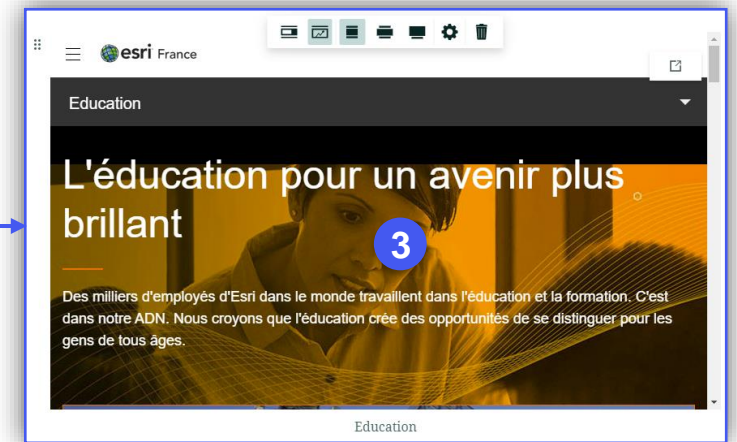 esri France
Education
L'éducation pour un avenir plus
brillant
3
Des milliers d'employés d'Esri dans le monde travaillent dans l'éducation et la formation. C'est
dans notre ADN. Nous croyons que l'éducation crée des opportunités de se distinguer pour les
gens de tous âges.
Education